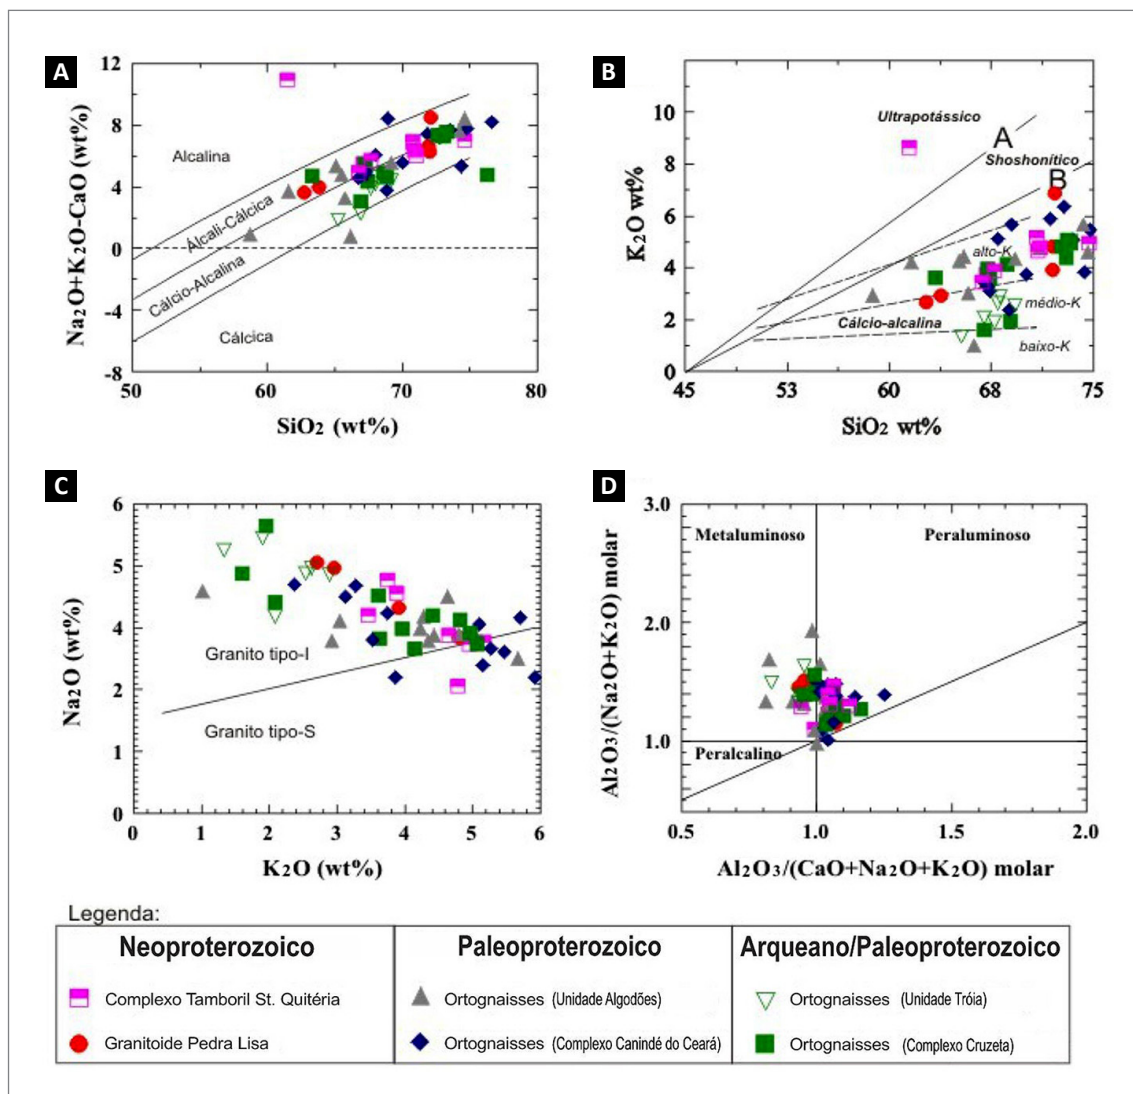 A
12
8
4
0
-4
-8
Na2O+K2O-CaO (wt%)
Alcalina
Álcali-Cálcica
Cálcio-Alcalina
Cálcica
50
60
70
80
SiO2 (wt%)
B
10
8
6
4
2
0
K2O wt%
Ultrapotássico
A
Shoshonítico
B
alto-K
médio-K
Cálcio-alcalina
baixo-K
45
53
60
68
75
SiO2 wt%
C
6
5
4
2
1
0
Na2O (wt%)
Granito tipo-I
Granito tipo-S
0
1
2
3
4
5
6
K2O (wt%)
D
3.0
2.0
1.0
Al2O3/(Na2O+K2O) molar
Metaluminoso
Peraluminoso
Peralcalino
0.5
1.0
1.5
2.0
Al2O3/(CaO+Na2O+K2O) molar
Legenda:
Neoproterozoico
Complexo Tamboril St. Quitéria
Granitoide Pedra Lisa
Paleoproterozoico
Ortognaisses (Unidade Algodões)
Ortognaisses (Complexo Canindé do Ceará)
Arqueano/Paleoproterozoico
Ortognaisses (Unidade Tróia)
Ortognaisses (Complexo Cruzeta)